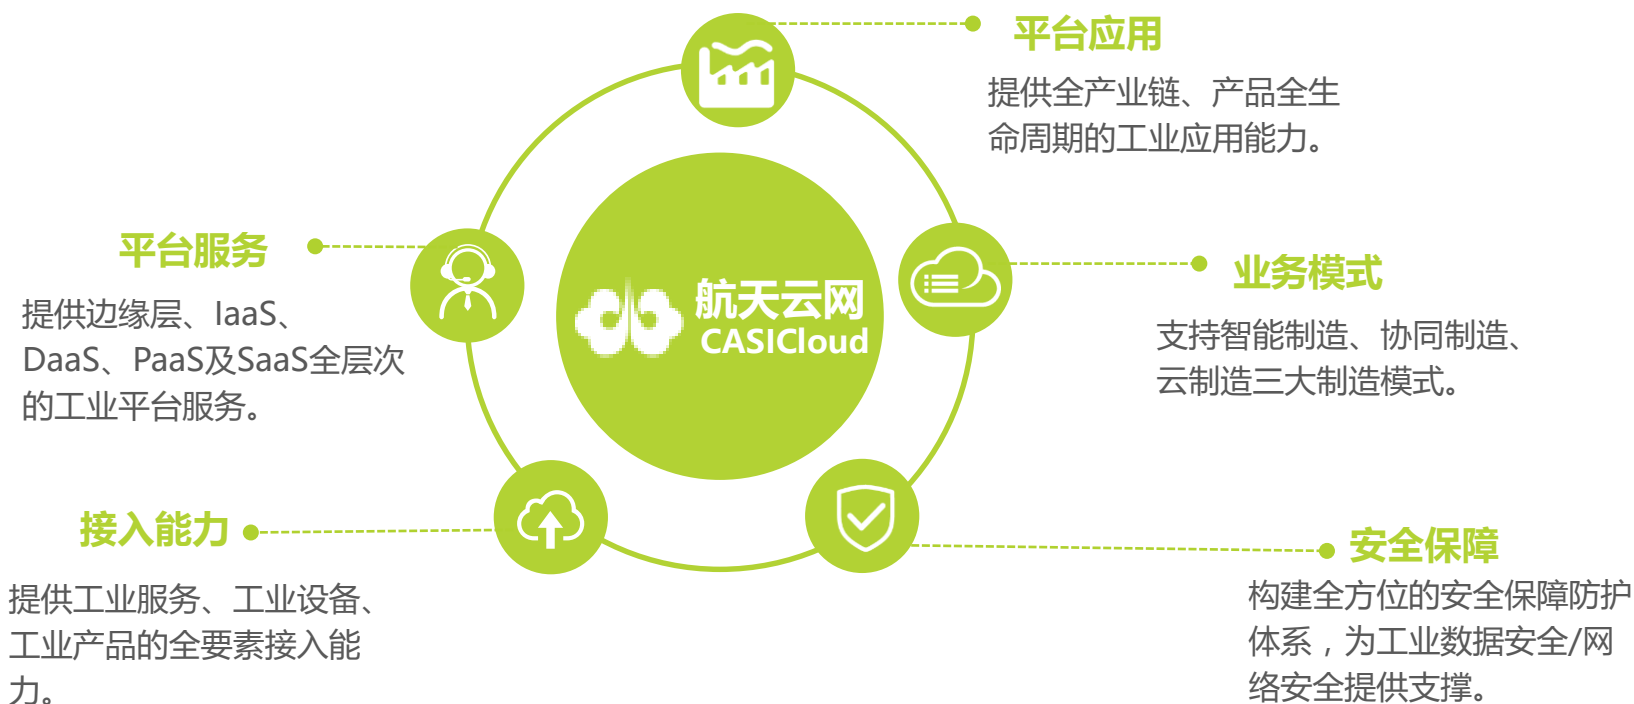 平台应用
提供全产业链、产品全生
命周期的工业应用能力。
平台服务
提供边缘层、IaaS、
DaaS、PaaS及SaaS全层次
的工业平台服务。
航天云网
CASICloud
业务模式
支持智能制造、协同制造、
云制造三大制造模式。
接入能力
提供工业服务、工业设备、
工业产品的全要素接入能
力。
安全保障
构建全方位的安全保障防护
体系，为工业数据安全/网
络安全提供支撑。